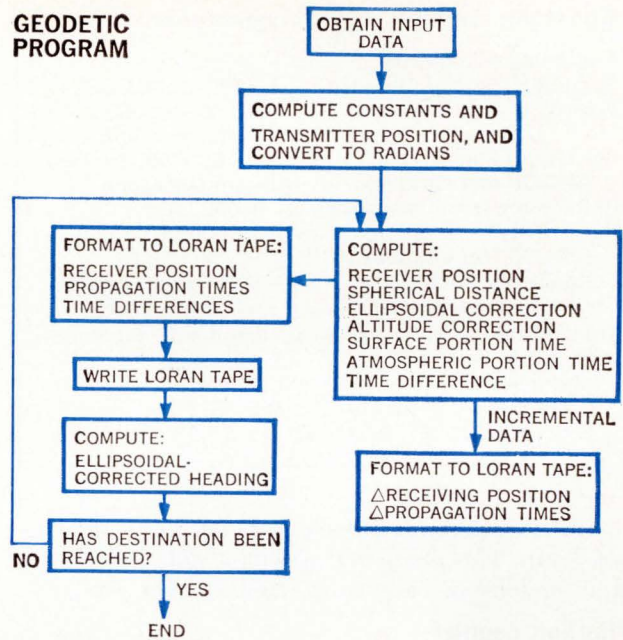 GEODETIC
PROGRAM
OBTAIN INPUT
DATA
COMPUTE CONSTANTS AND
TRANSMITTER POSITION, AND
CONVERT TO RADIANS
FORMAT TO LORAN TAPE:
RECEIVER POSITION
PROPAGATION TIMES
TIME DIFFERENCES
COMPUTE:
RECEIVER POSITION
SPHERICAL DISTANCE
ELLIPSOIDAL CORRECTION
ALTITUDE CORRECTION
SURFACE PORTION TIME
ATMOSPHERIC PORTION TIME
TIME DIFFERENCE
WRITE LORAN TAPE
COMPUTE:
ELLIPSOIDAL-
CORRECTED HEADING
INCREMENTAL
DATA
FORMAT TO LORAN TAPE:
△RECEIVING POSITION
△PROPAGATION TIMES
HAS DESTINATION BEEN
REACHED?
NO
YES
END